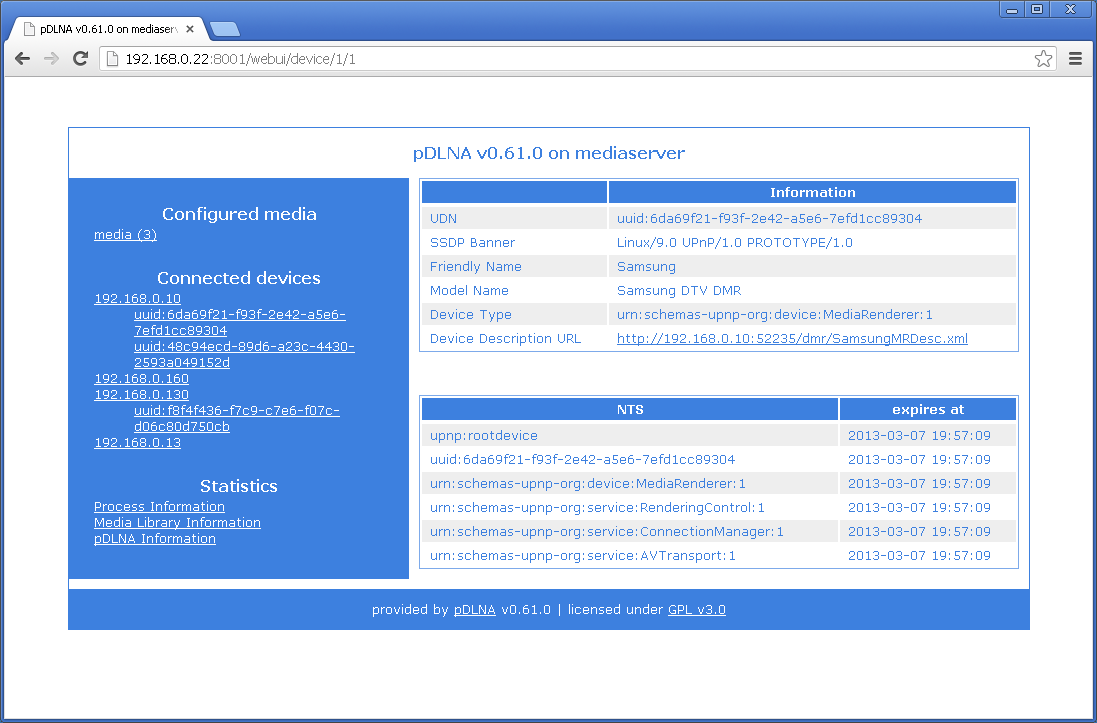 pDLNA v0.61.0 on mediaserv
192.168.0.22:8001/webui/device/1/1
pDLNA v0.61.0 on mediaserver
Configured media
media (3)
Connected devices
192.168.0.10
uuid:6da69f21-f93f-2e42-a5e6-
7efd1cc89304
uuid:48c94ecd-89d6-a23c-4430-
2593a049152d
192.168.0.160
192.168.0.130
uuid:f8f4f436-f7c9-c7e6-f07c-
d06c80d750cb
192.168.0.13
Statistics
Process Information
Media Library Information
pDLNA Information
Information
UDN uuid:6da69f21-f93f-2e42-a5e6-7efd1cc89304
SSDP Banner Linux/9.0 UPnP/1.0 PROTOTYPE/1.0
Friendly Name Samsung
Model Name Samsung DTV DMR
Device Type urn:schemas-upnp-org:device:MediaRenderer:1
Device Description URL http://192.168.0.10:52235/dmr/SamsungMRDesc.xml
NTS expires at
upnp:rootdevice 2013-03-07 19:57:09
uuid:6da69f21-f93f-2e42-a5e6-7efd1cc89304 2013-03-07 19:57:09
urn:schemas-upnp-org:device:MediaRenderer:1 2013-03-07 19:57:09
urn:schemas-upnp-org:service:RenderingControl:1 2013-03-07 19:57:09
urn:schemas-upnp-org:service:ConnectionManager:1 2013-03-07 19:57:09
urn:schemas-upnp-org:service:AVTransport:1 2013-03-07 19:57:09
provided by pDLNA v0.61.0 | licensed under GPL v3.0